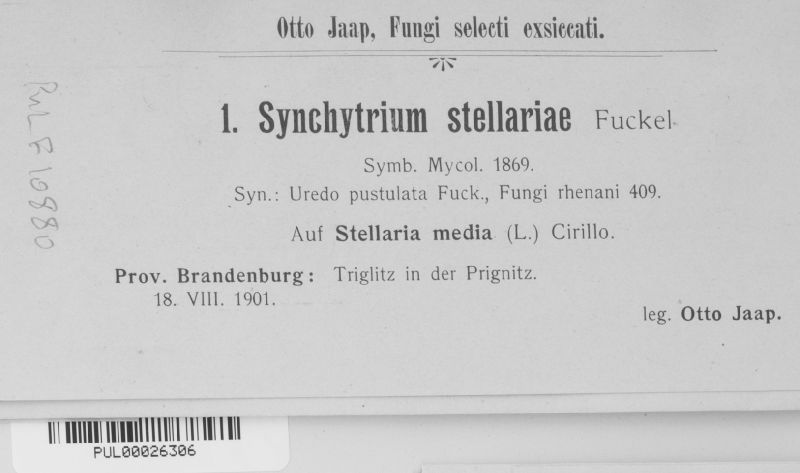 Otto Jaap, Fungi selecti exsiccati.
1. Synchytrium stellariae Fuckel
Symb. Mycol. 1869.
Syn.: Uredo pustulata Fuck., Fungi rhenani 409.
Auf Stellaria media (L.) Cirillo.
Prov. Brandenburg: Triglitz in der Prignitz.
18. VIII. 1901.
leg. Otto Jaap.
PUL F 10880
PUL00026306